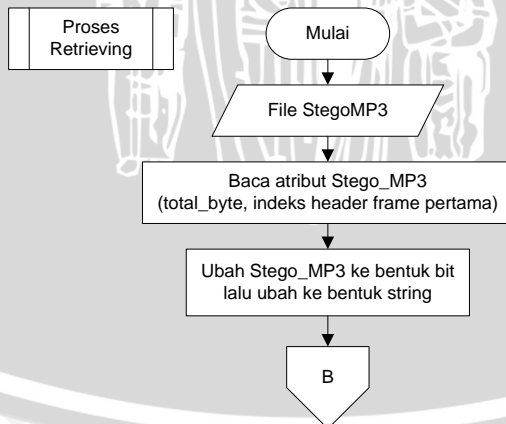 Proses
Retrieving
Mulai
File StegoMP3
Baca atribut Stego_MP3
(total_byte, indeks header frame pertama)
Ubah Stego_MP3 ke bentuk bit
lalu ubah ke bentuk string
B